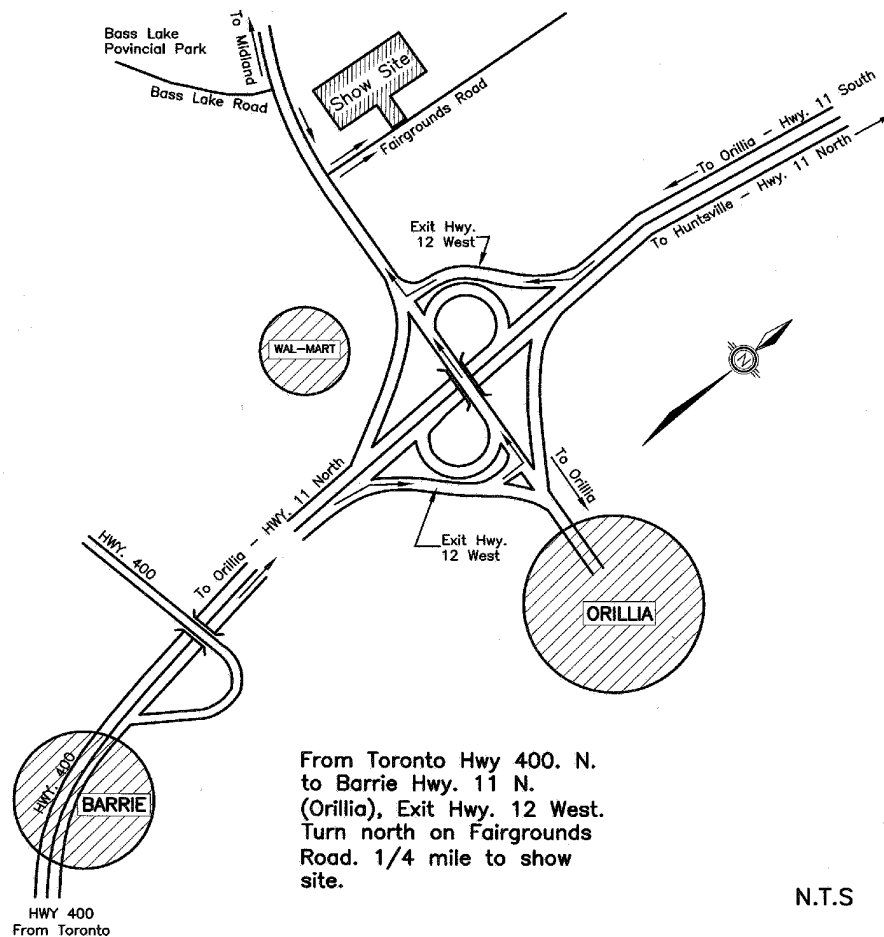 Bass Lake
Povincial Park
To Midland
Bass Lake Road
Show Site
Fairgrounds Road
To Orillia - Hwy. 11 South
To Huntsville - Hwy. 11 North
Exit Hwy.
12 West
WAL-MART
N
To Orillia - HWY. 11 North
To Orillia
Exit Hwy.
12 West
HWY. 400
To Orillia
ORILLIA
HWY. 400
BARRIE
From Toronto Hwy 400. N.
to Barrie Hwy. 11 N.
(Orillia), Exit Hwy. 12 West.
Turn north on Fairgrounds
Road. 1/4 mile to show
site.
N.T.S
HWY 400
From Toronto